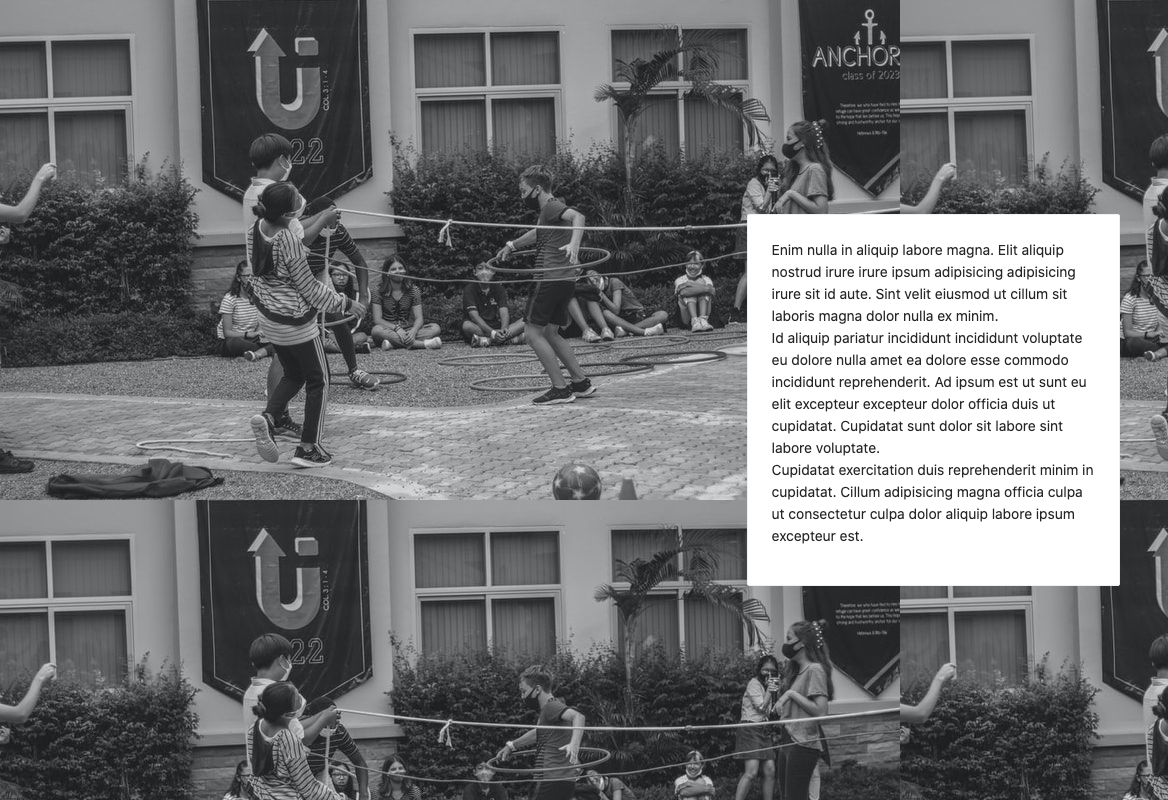 COL 3:1-4
22
ANCHOR
class of 2023
Enim nulla in aliquip labore magna. Elit aliquip
nostrud irure irure ipsum adipisicing adipisicing
irure sit id aute. Sint velit eiusmod ut cillum sit
laboris magna dolor nulla ex minim.
Id aliquip pariatur incididunt incididunt voluptate
eu dolore nulla amet ea dolore esse commodo
incididunt reprehenderit. Ad ipsum est ut sunt eu
elit excepteur excepteur dolor officia duis ut
cupidatat. Cupidatat sunt dolor sit labore sint
labore voluptate.
Cupidatat exercitation duis reprehenderit minim in
cupidatat. Cillum adipisicing magna officia culpa
ut consectetur culpa dolor aliquip labore ipsum
excepteur est.
COL 3:1-4
22